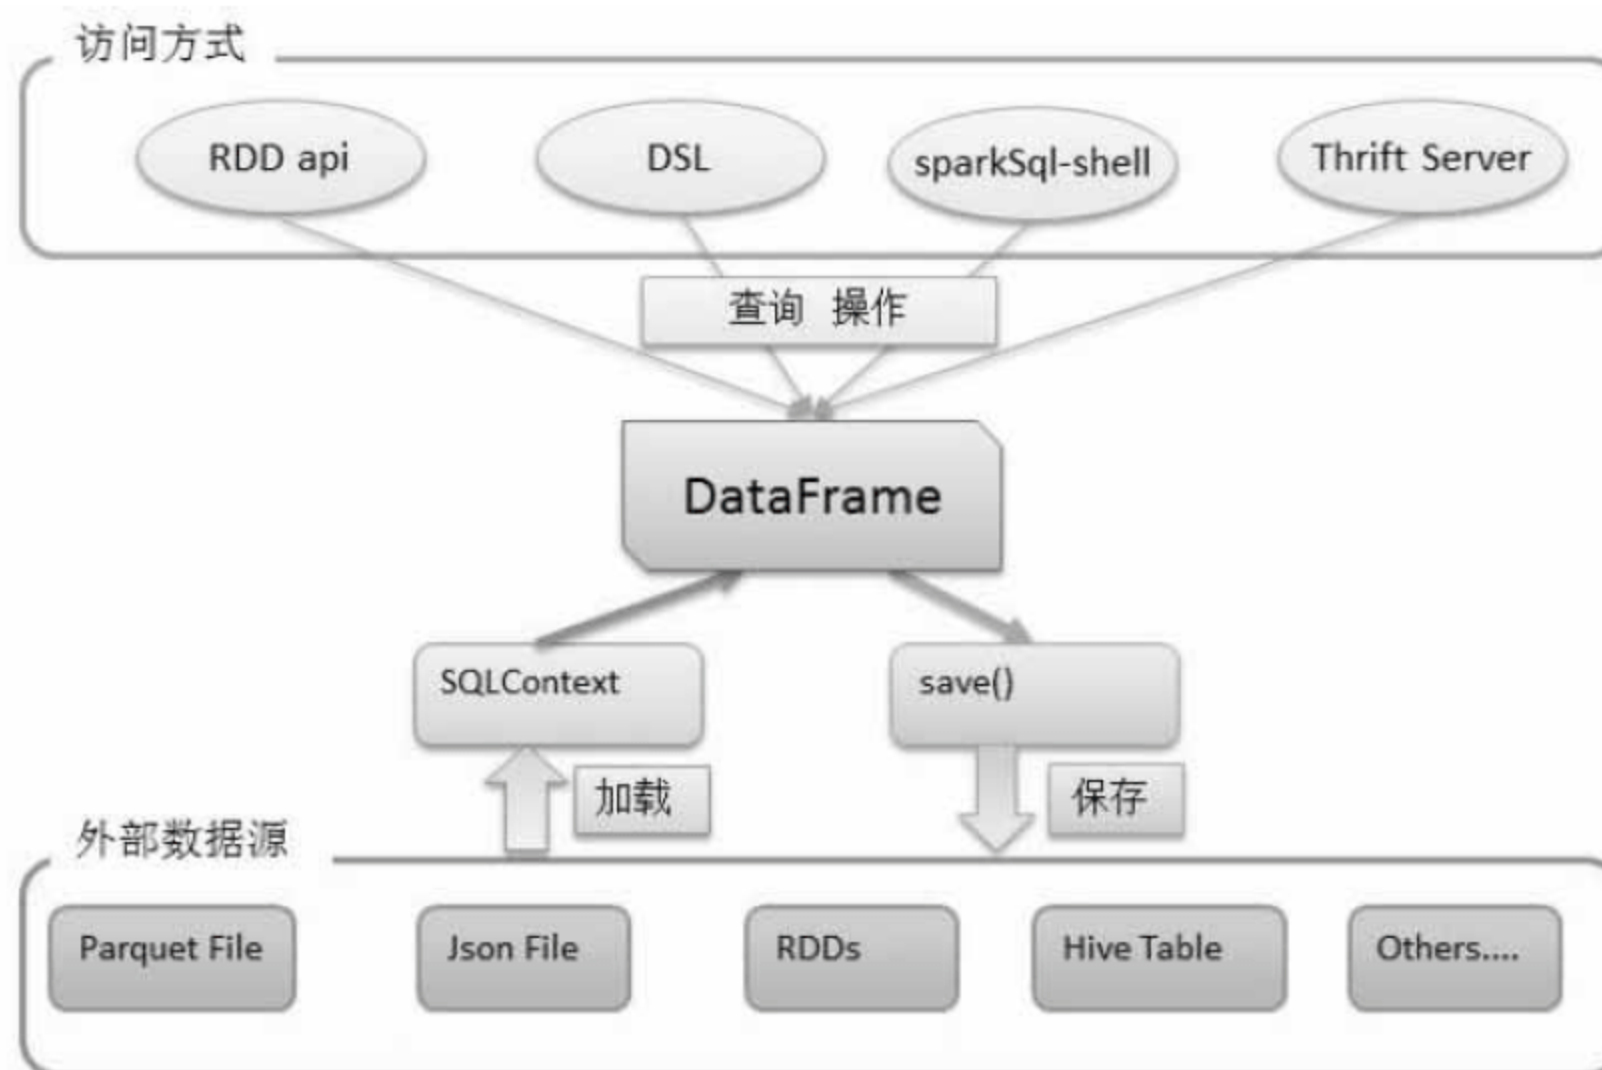 访问方式
RDD api
DSL
sparkSql-shell
Thrift Server
查询 操作
DataFrame
SQLContext
save()
加载
保存
外部数据源
Parquet File
Json File
RDDs
Hive Table
Others....